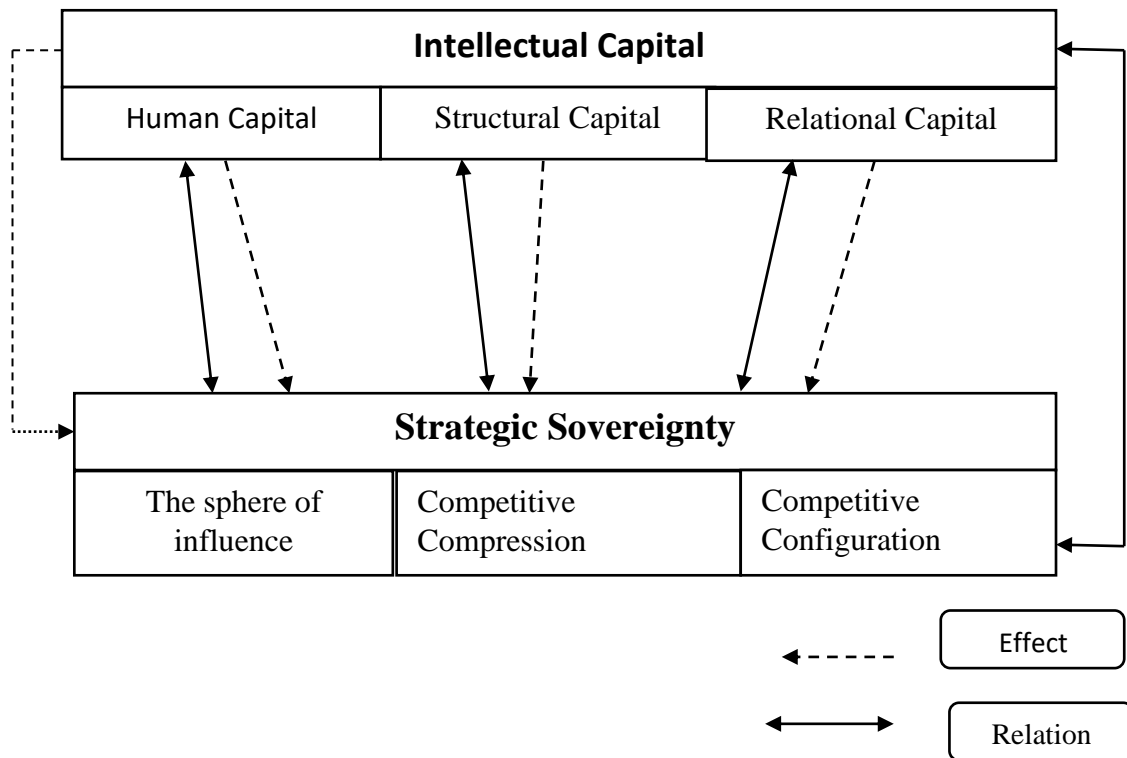 Intellectual Capital
Human Capital
Structural Capital
Relational Capital
Strategic Sovereignty
The sphere of
influence
Competitive
Compression
Competitive
Configuration
Effect
Relation